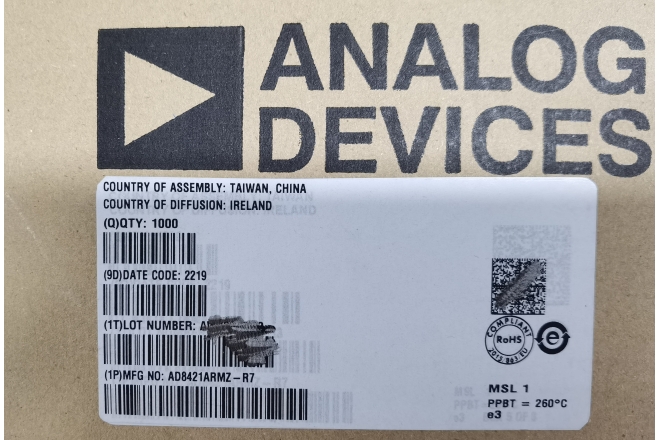 ANALOG
DEVICES
COUNTRY OF ASSEMBLY: TAIWAN, CHINA
COUNTRY OF DIFFUSION: IRELAND
(Q)QTY: 1000
(9D)DATE CODE: 2219
(1T)LOT NUMBER:
(1P)MFG NO: AD8421ARMZ-R7
COMPLIANT
RoHS
e
MSL 1
PPBT = 260°C
e3